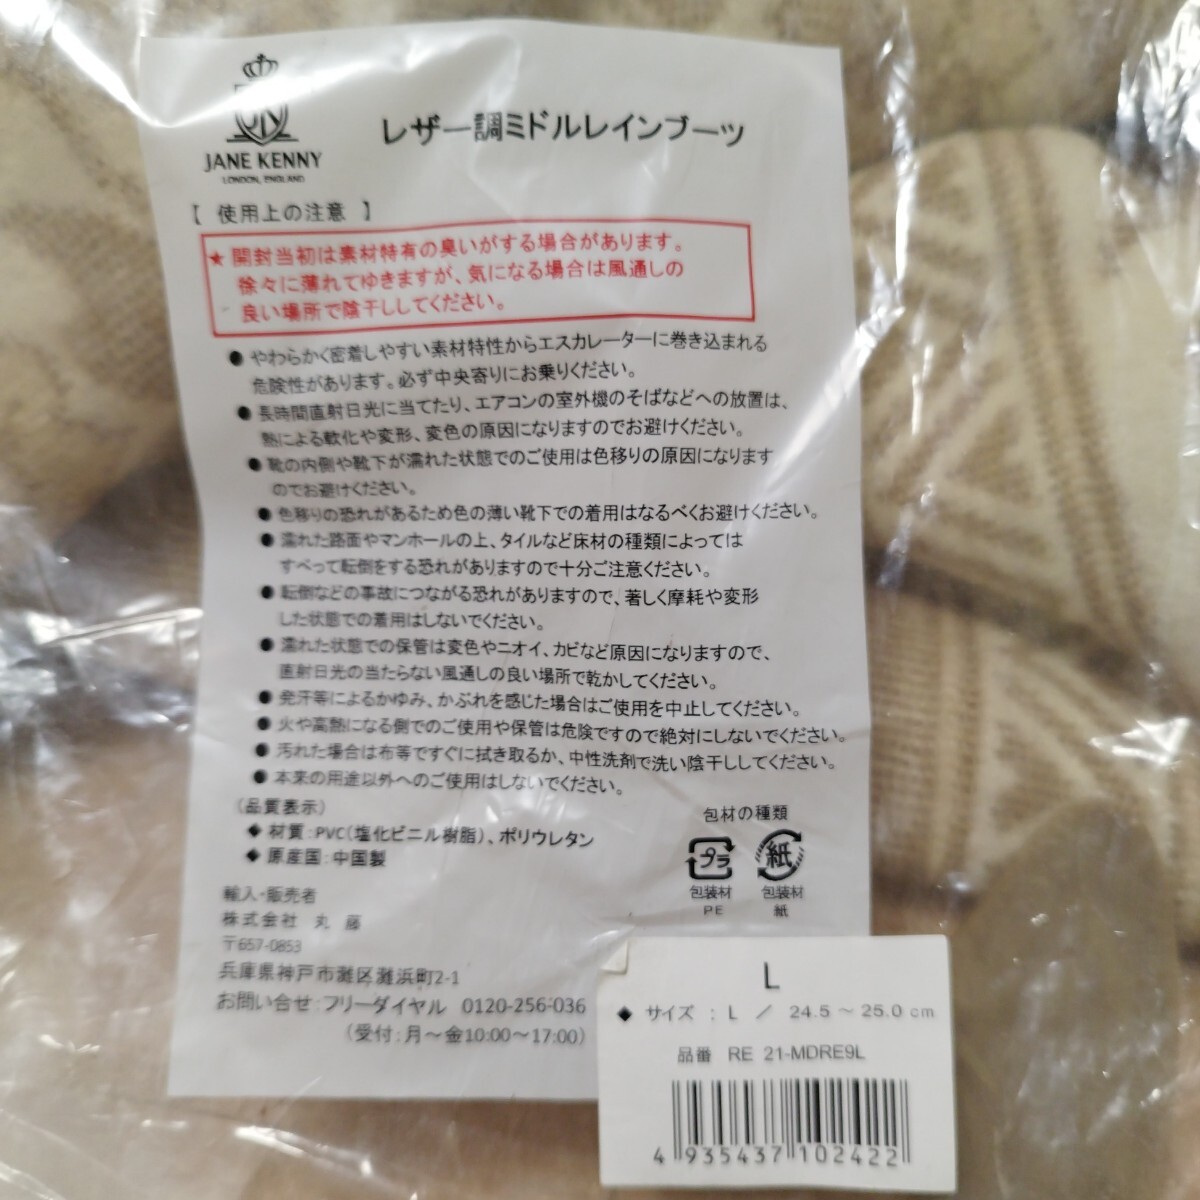 JN
JANE KENNY
LONDON, ENGLAND
レザー調ミドルレインブーツ
【 使用上の注意 】
★ 開封当初は素材特有の臭いがする場合があります。
徐々に薄れてゆきますが、気になる場合は風通しの
良い場所で陰干ししてください。
● やわらかく密着しやすい素材特性からエスカレーターに巻き込まれる
危険性があります。必ず中央寄りにお乗りください。
● 長時間直射日光に当てたり、エアコンの室外機のそばなどへの放置は、
熱による軟化や変形、変色の原因になりますのでお避けください。
● 靴の内側や靴下が濡れた状態でのご使用は色移りの原因になります
のでお避けください。
● 色移りの恐れがあるため色の薄い靴下での着用はなるべくお避けください。
● 濡れた路面やマンホールの上、タイルなど床材の種類によっては
すべって転倒をする恐れがありますので十分ご注意ください。
● 転倒などの事故につながる恐れがありますので、著しく摩耗や変形
した状態での着用はしないでください。
● 濡れた状態での保管は変色やニオイ、カビなど原因になりますので、
直射日光の当たらない風通しの良い場所で乾かしてください。
● 発汗等によるかゆみ、かぶれを感じた場合はご使用を中止してください。
● 火や高熱になる側でのご使用や保管は危険ですので絶対にしないでください。
● 汚れた場合は布等ですぐに拭き取るか、中性洗剤で洗い陰干ししてください。
● 本来の用途以外へのご使用はしないでください。
（品質表示）
◆ 材質：PVC（塩化ビニル樹脂）、ポリウレタン
◆ 原産国：中国製
包材の種類
プラ 紙
包装材 包装材
PE 紙
輸入・販売者
株式会社 丸 藤
〒657-0853
兵庫県神戸市灘区灘浜町2-1
お問い合せ：フリーダイヤル 0120-256-036
（受付：月～金10:00～17:00）
L
◆ サイズ ： L ／ 24.5 ～ 25.0 cm
品番 RE 21-MDRE9L
4 935437 102422